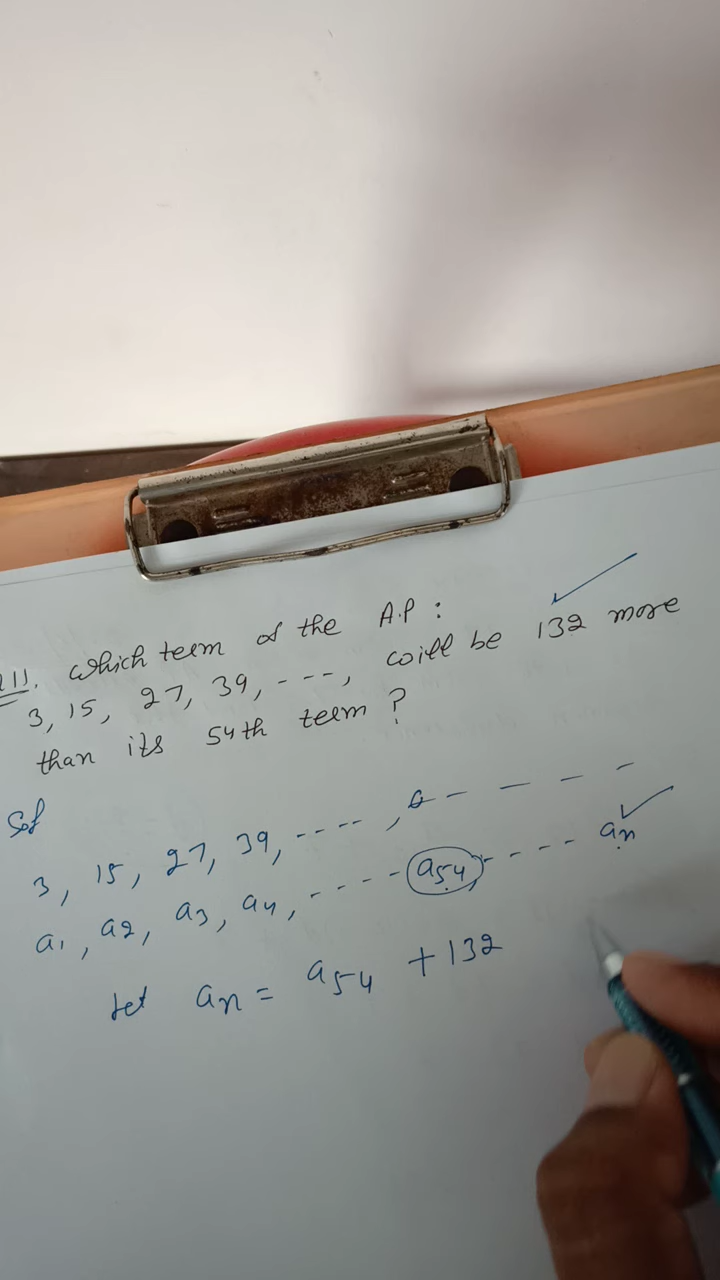 Q11. Which term of the A.P :
3, 15, 27, 39, ----, will be 132 more
than its 54th term ?
Sol
3, 15, 27, 39, ----, a- - - -
a1, a2, a3, a4, ---- a54, ---- an
let an = a54 + 132